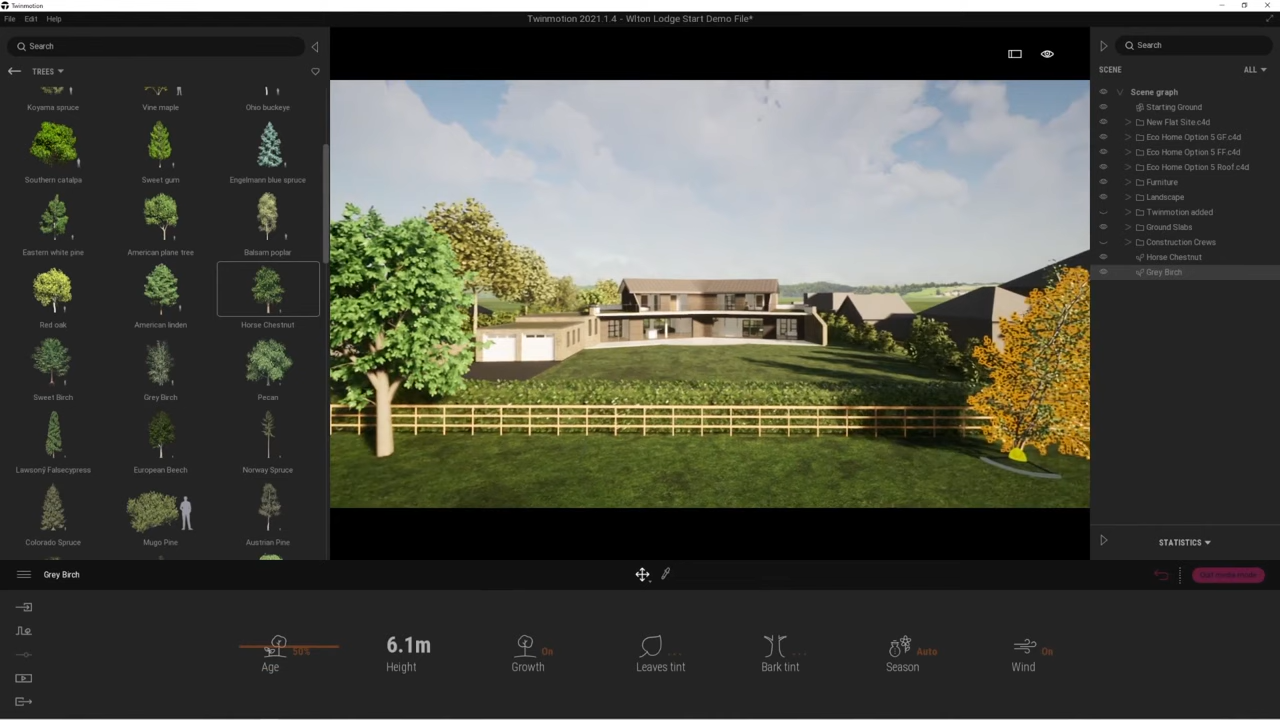 Twinmotion
File Edit Help
Twinmotion 2021.1.4 - Wlton Lodge Start Demo File*
Search
TREES
Koyama spruce Vine maple Ohio buckeye
Southern catalpa Sweet gum Engelmann blue spruce
Eastern white pine American plane tree Balsam poplar
Red oak American linden Horse Chestnut
Sweet Birch Grey Birch Pecan
Lawson's Falsecypress European Beech Norway Spruce
Colorado Spruce Mugo Pine Austrian Pine
Search
SCENE ALL
Scene graph
Starting Ground
New Flat Site.c4d
Eco Home Option 5 GF.c4d
Eco Home Option 5 FF.c4d
Eco Home Option 5 Roof.c4d
Furniture
Landscape
Twinmotion added
Ground Slabs
Construction Crews
Horse Chestnut
Grey Birch
STATISTICS
Grey Birch
Quit media mode
50% 6.1m On ... ... Auto On
Age Height Growth Leaves tint Bark tint Season Wind